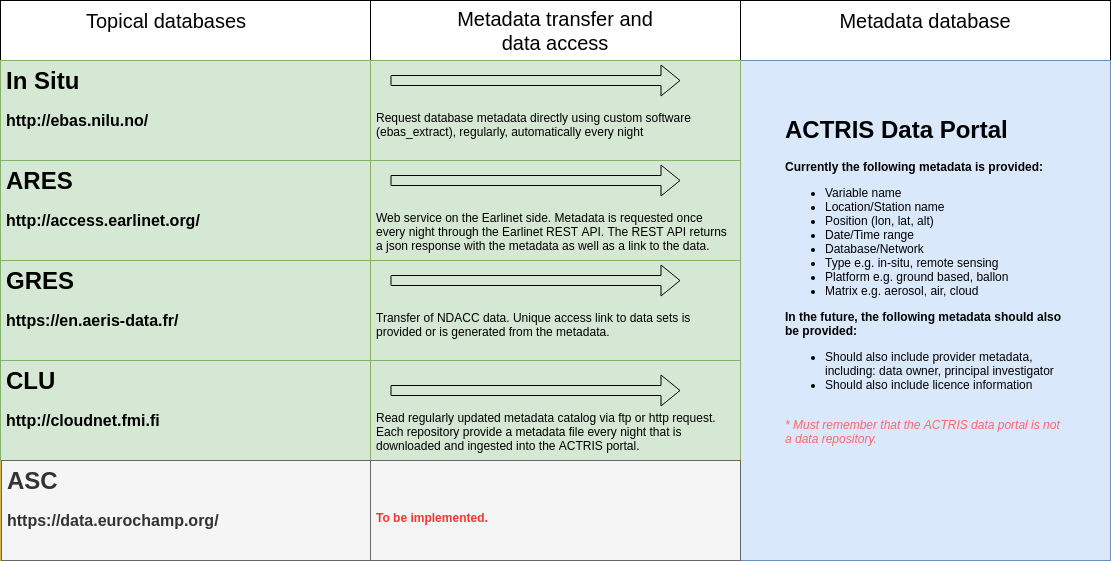 Topical databases
Metadata transfer and
data access
Metadata database
In Situ
http://ebas.nilu.no/
Request database metadata directly using custom software
(ebas_extract), regularly, automatically every night
ARES
http://access.earlinet.org/
Web service on the Earlinet side. Metadata is requested once
every night through the Earlinet REST API. The REST API returns
a json response with the metadata as well as a link to the data.
GRES
https://en.aeris-data.fr/
Transfer of NDACC data. Unique access link to data sets is
provided or is generated from the metadata.
CLU
http://cloudnet.fmi.fi
Read regularly updated metadata catalog via ftp or http request.
Each repository provide a metadata file every night that is
downloaded and ingested into the ACTRIS portal.
ASC
https://data.eurochamp.org/
To be implemented.
ACTRIS Data Portal
Currently the following metadata is provided:
• Variable name
• Location/Station name
• Position (lon, lat, alt)
• Date/Time range
• Database/Network
• Type e.g. in-situ, remote sensing
• Platform e.g. ground based, ballon
• Matrix e.g. aerosol, air, cloud
In the future, the following metadata should also
be provided:
• Should also include provider metadata,
including: data owner, principal investigator
• Should also include licence information
* Must remember that the ACTRIS data portal is not
a data repository.